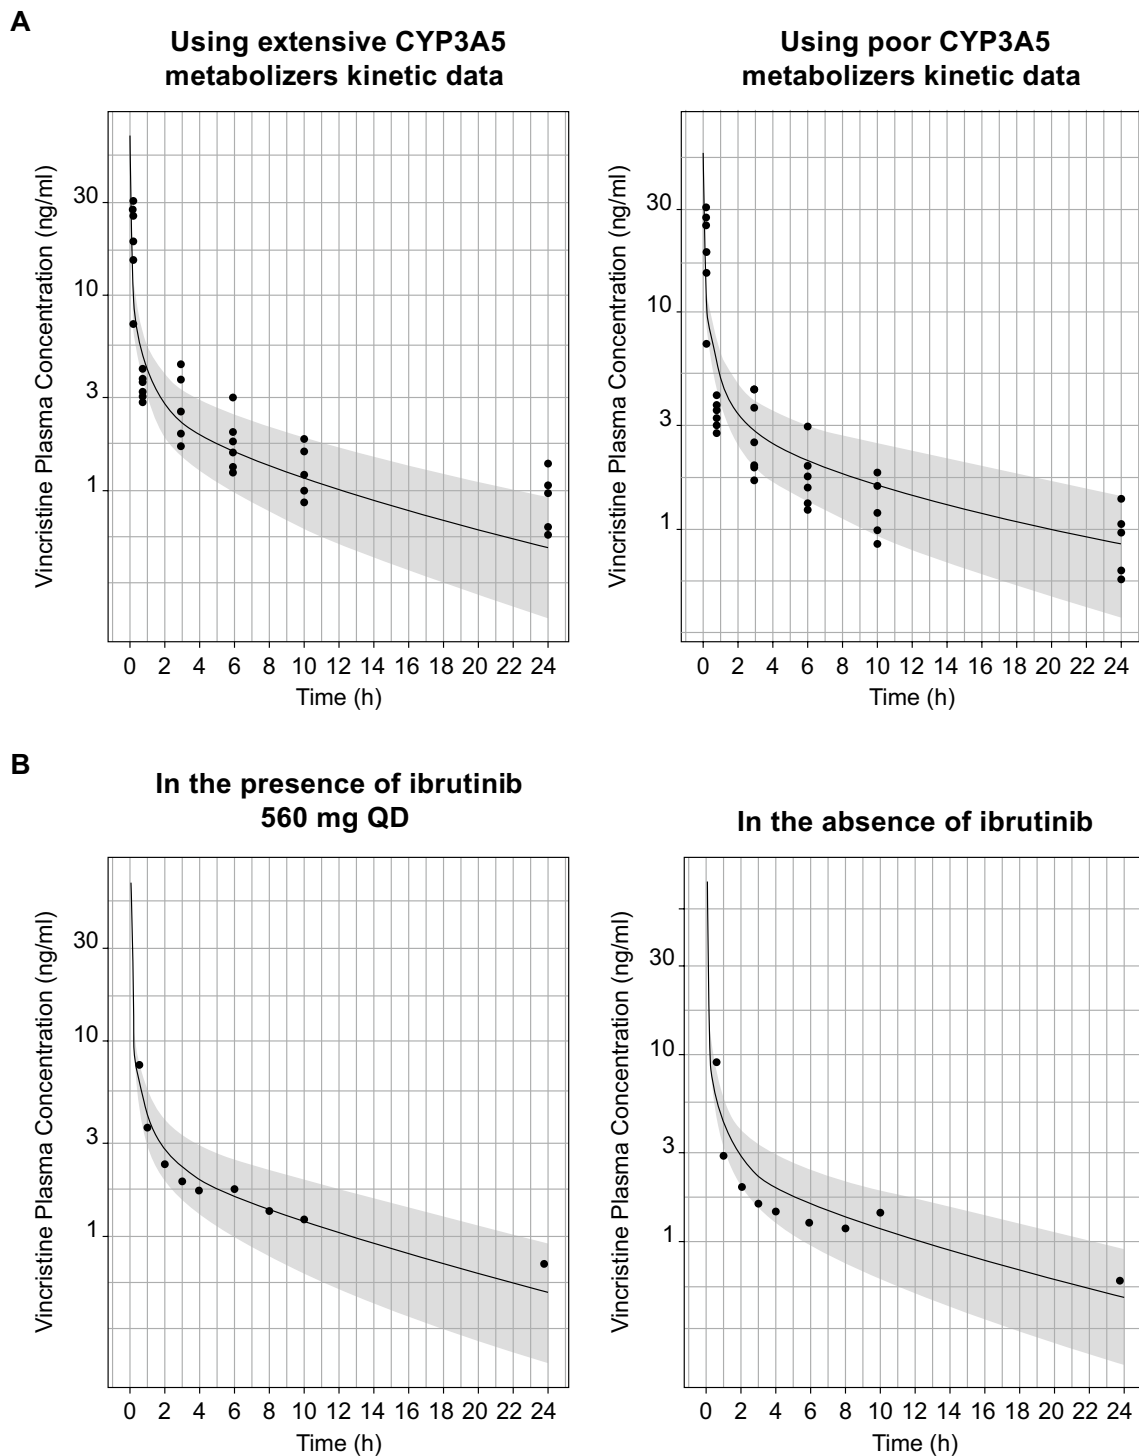 A
Using extensive CYP3A5
metabolizers kinetic data
Vincristine Plasma Concentration (ng/ml)
30
10
3
1
0 2 4 6 8 10 12 14 16 18 20 22 24
Time (h)
Using poor CYP3A5
metabolizers kinetic data
Vincristine Plasma Concentration (ng/ml)
30
10
3
1
0 2 4 6 8 10 12 14 16 18 20 22 24
Time (h)
B
In the presence of ibrutinib
560 mg QD
Vincristine Plasma Concentration (ng/ml)
30
10
3
1
0 2 4 6 8 10 12 14 16 18 20 22 24
Time (h)
In the absence of ibrutinib
Vincristine Plasma Concentration (ng/ml)
30
10
3
1
0 2 4 6 8 10 12 14 16 18 20 22 24
Time (h)